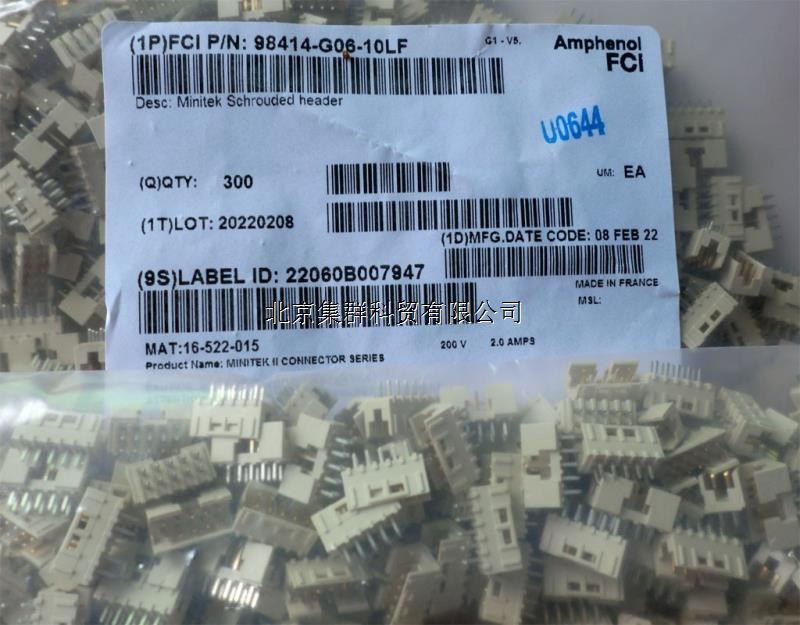 (1P)FCI P/N: 98414-G06-10LF
G1 - V5.
Amphenol
FCi
Desc: Minitek Schrouded header
U0644
(Q)QTY: 300
UM: EA
(1T)LOT: 20220208
(1D)MFG.DATE CODE: 08 FEB 22
(9S)LABEL ID: 22060B007947
MADE IN FRANCE
MSL:
北京集群科贸有限公司
MAT:16-522-015
200 V 2.0 AMPS
Product Name: MINITEK II CONNECTOR SERIES